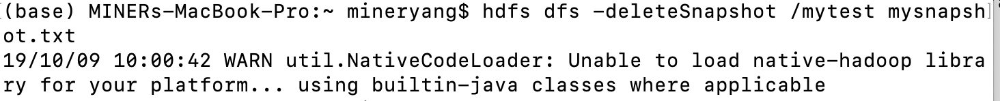 (base) MINERs-MacBook-Pro:~ mineryang$ hdfs dfs -deleteSnapshot /mytest mysnapsh
ot.txt
19/10/09 10:00:42 WARN util.NativeCodeLoader: Unable to load native-hadoop libra
ry for your platform... using builtin-java classes where applicable